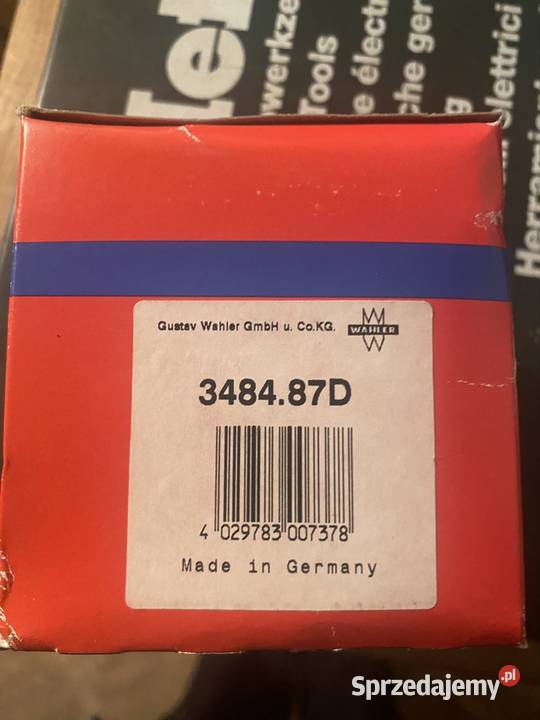 Tools
Gustav Wahler GmbH u. Co.KG.
WAHLER
3484.87D
4 029783 007378
Made in Germany
Sprzedajemy.pl